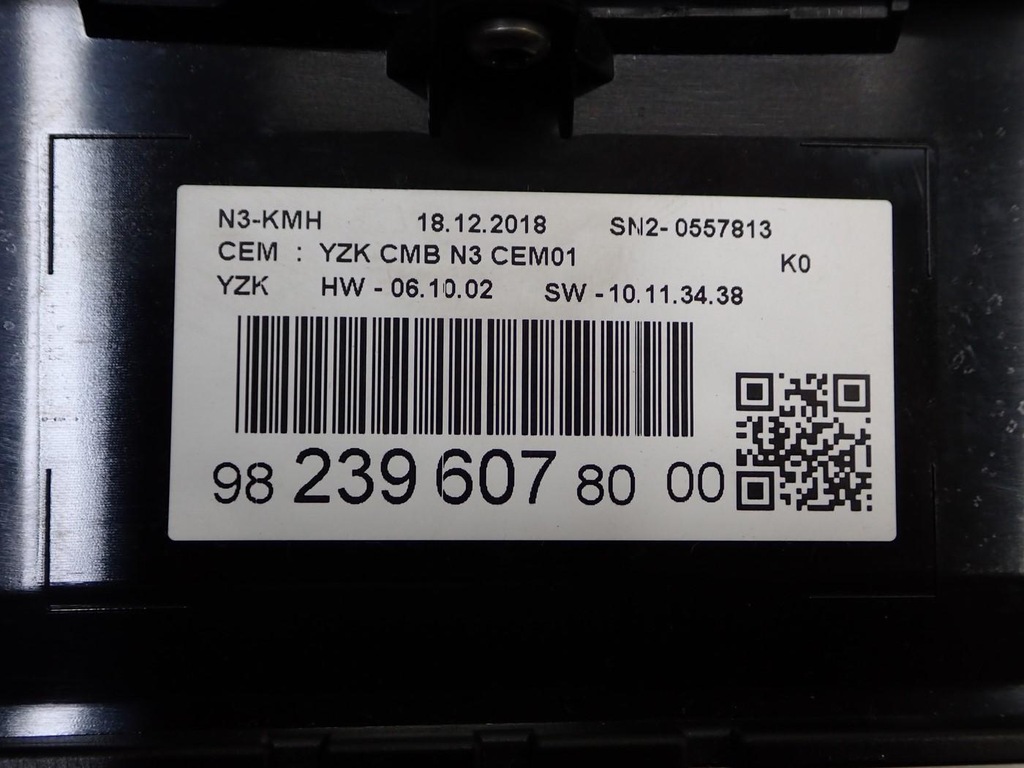 N3-KMH 18.12.2018 SN2- 0557813
CEM : YZK CMB N3 CEM01 K0
YZK HW - 06.10.02 SW - 10.11.34.38
98 239 607 80 00